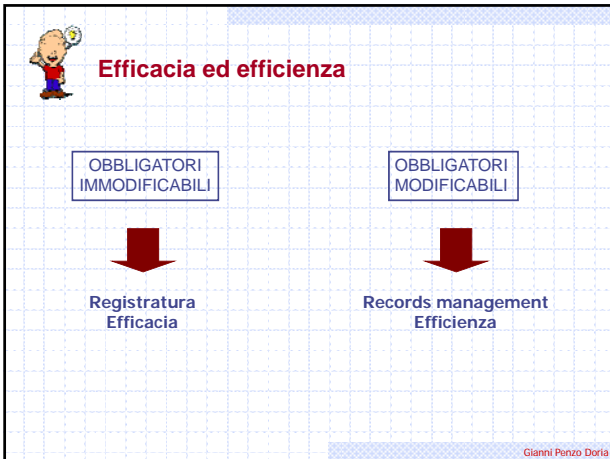 Efficacia ed efficienza
OBBLIGATORI
IMMODIFICABILI
OBBLIGATORI
MODIFICABILI
Registratura
Efficacia
Records management
Efficienza
Gianni Penzo Doria